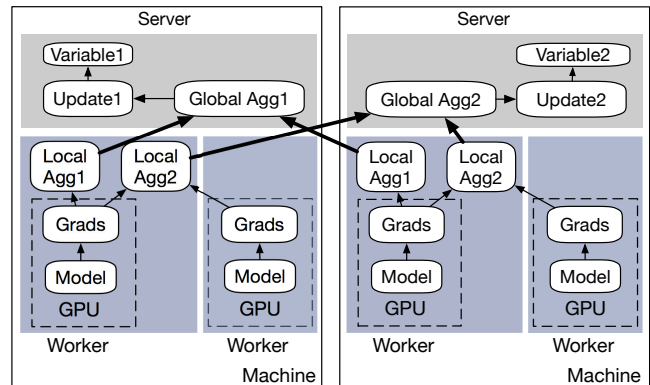 Server
Server
Variable1
Variable2
Update1
Global Agg1
Global Agg2
Update2
Local
Agg1
Local
Agg2
Local
Agg1
Local
Agg2
Grads
Grads
Grads
Grads
Model
Model
Model
Model
GPU
GPU
GPU
GPU
Worker
Worker
Worker
Worker
Machine
Machine